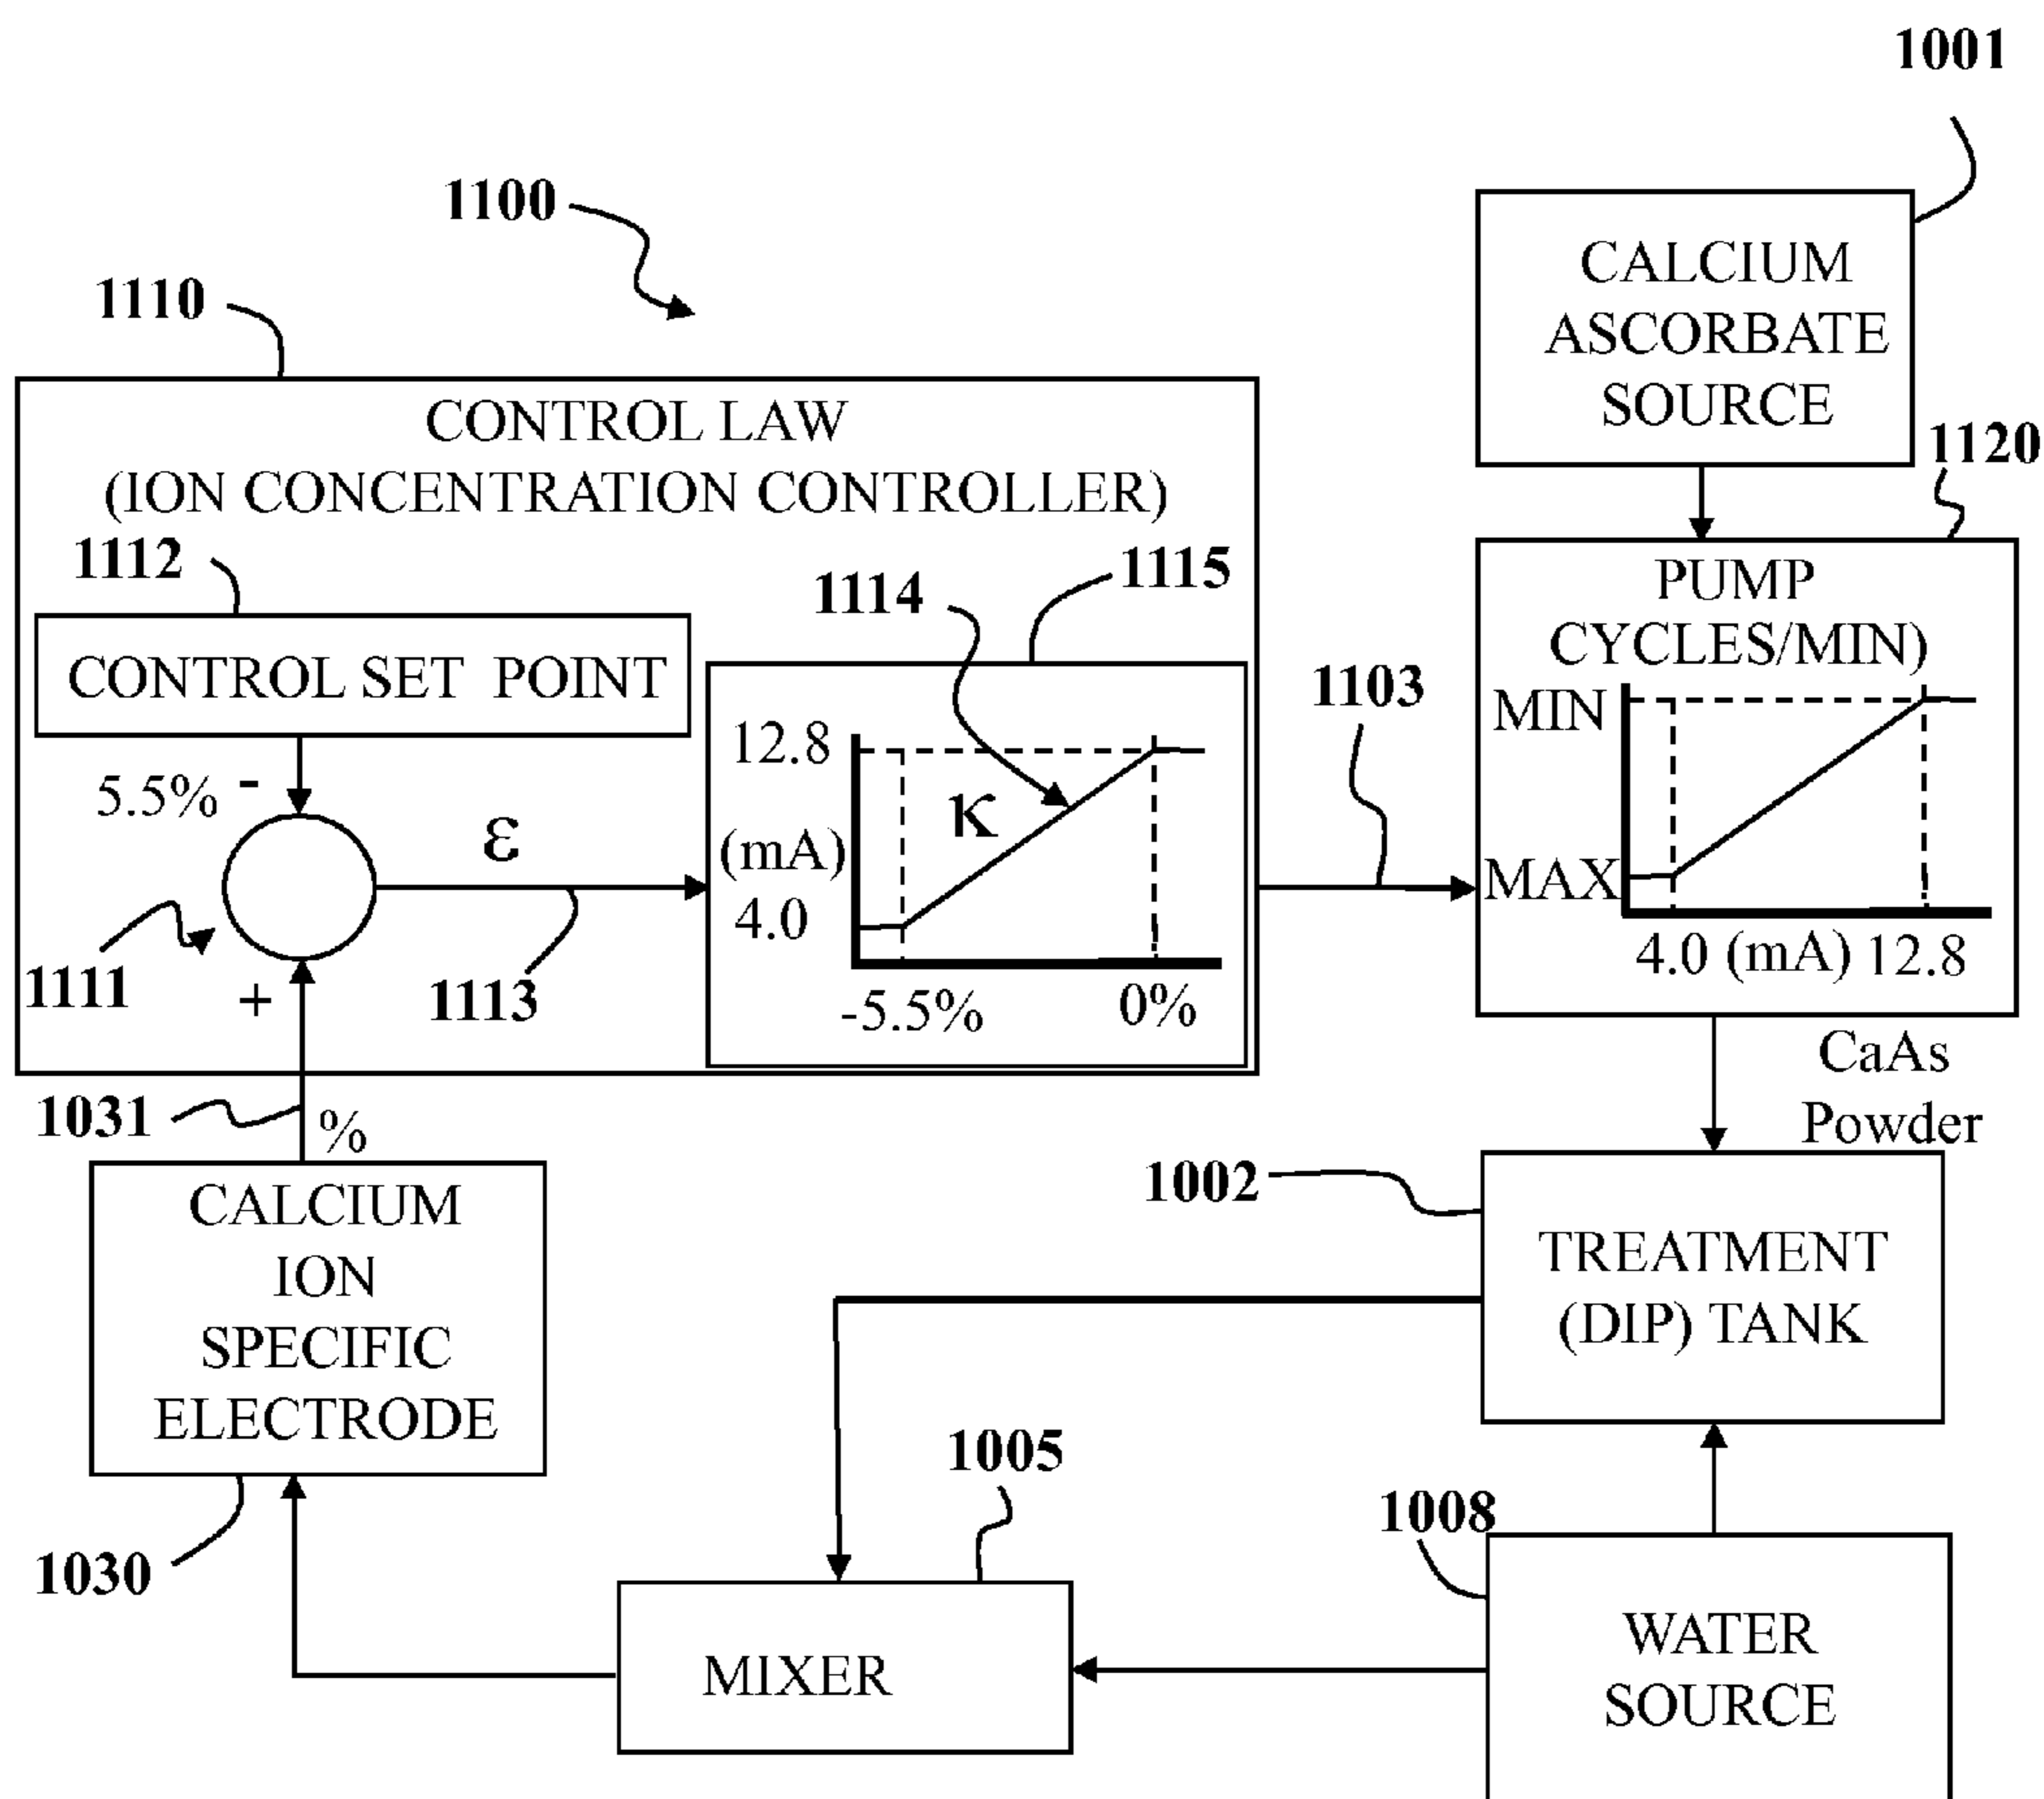 1001
1100
1110
CALCIUM
ASCORBATE
SOURCE
CONTROL LAW
(ION CONCENTRATION CONTROLLER)
1120
1112
1114
1115
PUMP
CYCLES/MIN)
MIN
MAX
4.0 (mA) 12.8
CONTROL SET POINT
1103
5.5% -
ε
12.8
(mA)
4.0
K
-5.5% 0%
1111
+
1113
CaAs
Powder
1031
%
1002
CALCIUM
ION
SPECIFIC
ELECTRODE
TREATMENT
(DIP) TANK
1005
1008
1030
MIXER
WATER
SOURCE